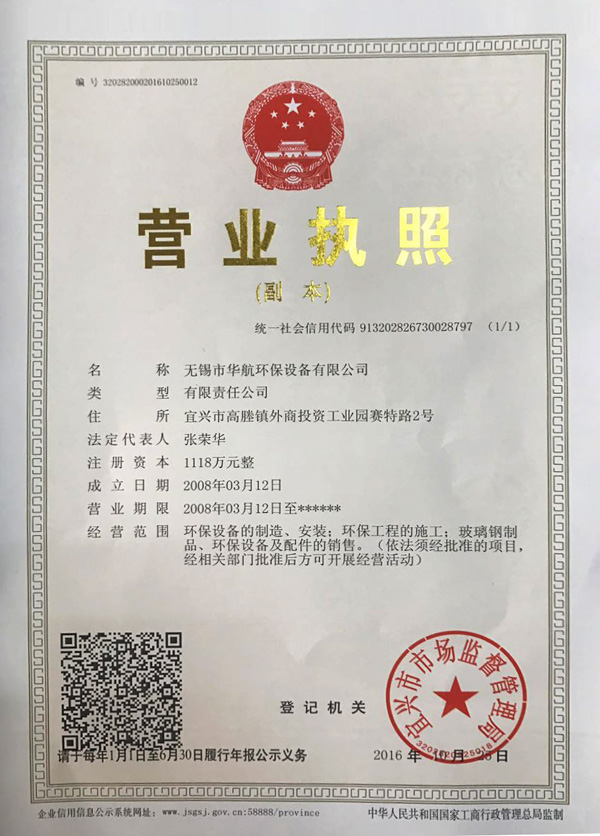 编 号 320282000201610250012
营业执照
(副 本)
统一社会信用代码 913202826730028797 (1/1)
名 称 无锡市华航环保设备有限公司
类 型 有限责任公司
住 所 宜兴市高塍镇外商投资工业园赛特路2号
法定代表人 张荣华
注册资本 1118万元整
成立日期 2008年03月12日
营业期限 2008年03月12日至******
经营范围 环保设备的制造、安装；环保工程的施工；玻璃钢制
品、环保设备及配件的销售。（依法须经批准的项目，
经相关部门批准后方可开展经营活动）
登记机关
宜兴市市场监督管理局
请于每年1月1日至6月30日履行年报公示义务
2016 年 10 月 25 日
企业信用信息公示系统网址：www.jsgsj.gov.cn:58888/province
中华人民共和国国家工商行政管理总局监制